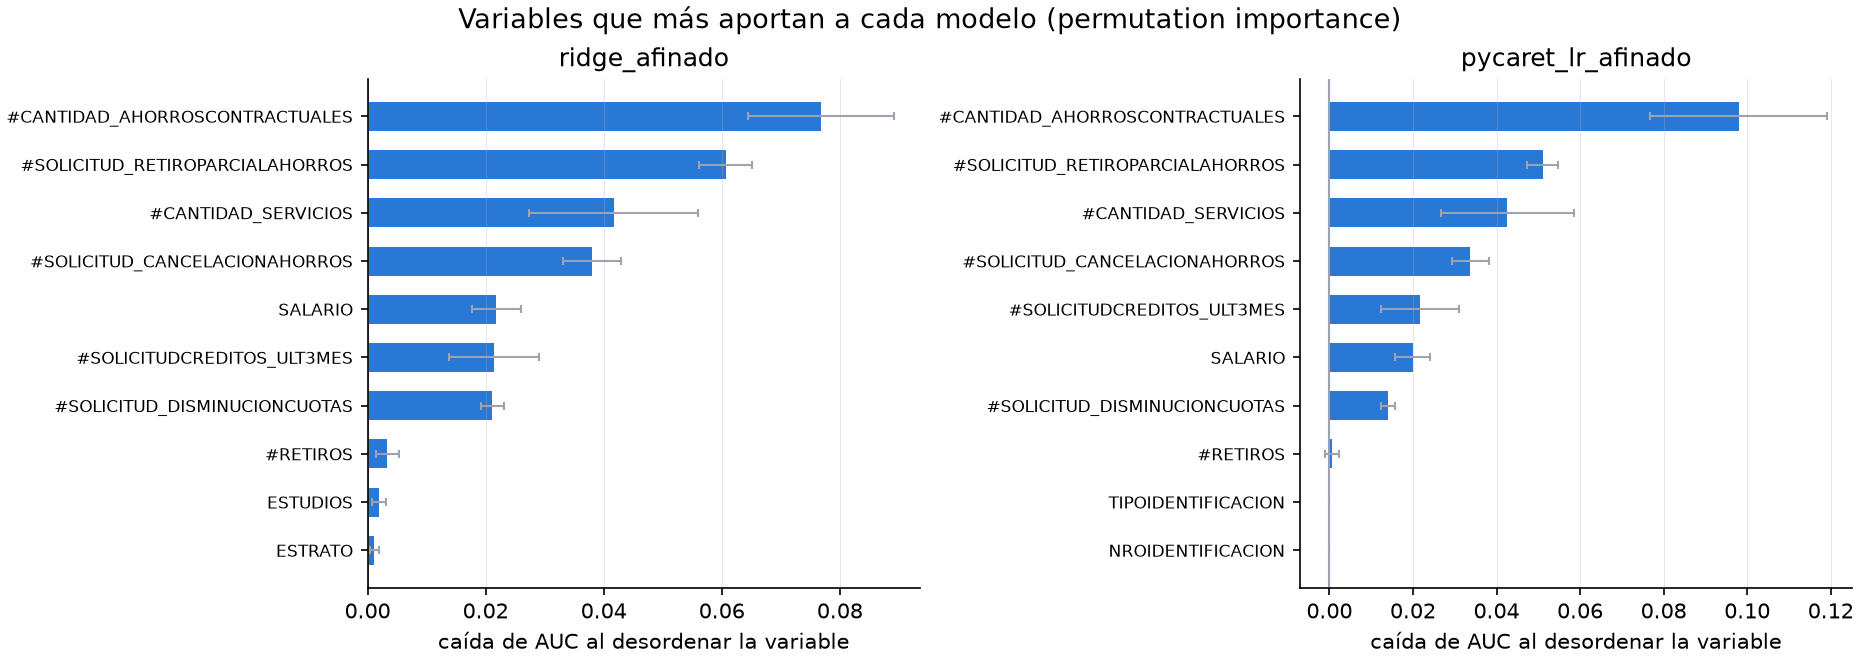 Variables que más aportan a cada modelo (permutation importance)
ridge_afinado
#CANTIDAD_AHORROSCONTRACTUALES
#SOLICITUD_RETIROPARCIALAHORROS
#CANTIDAD_SERVICIOS
#SOLICITUD_CANCELACIONAHORROS
SALARIO
#SOLICITUDCREDITOS_ULT3MES
#SOLICITUD_DISMINUCIONCUOTAS
#RETIROS
ESTUDIOS
ESTRATO
0.00 0.02 0.04 0.06 0.08
caída de AUC al desordenar la variable
pycaret_lr_afinado
#CANTIDAD_AHORROSCONTRACTUALES
#SOLICITUD_RETIROPARCIALAHORROS
#CANTIDAD_SERVICIOS
#SOLICITUD_CANCELACIONAHORROS
#SOLICITUDCREDITOS_ULT3MES
SALARIO
#SOLICITUD_DISMINUCIONCUOTAS
#RETIROS
TIPOIDENTIFICACION
NROIDENTIFICACION
0.00 0.02 0.04 0.06 0.08 0.10 0.12
caída de AUC al desordenar la variable